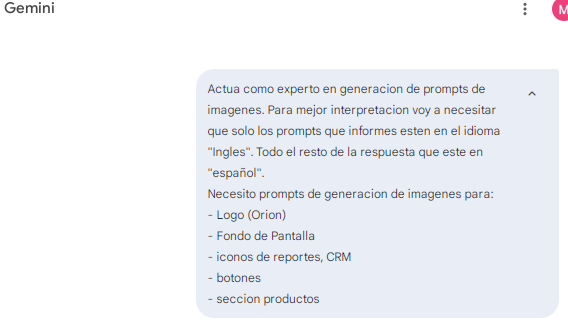 Gemini
M
Actua como experto en generacion de prompts de
imagenes. Para mejor interpretacion voy a necesitar
que solo los prompts que informes esten en el idioma
"Ingles". Todo el resto de la respuesta que este en
"español".
Necesito prompts de generacion de imagenes para:
- Logo (Orion)
- Fondo de Pantalla
- iconos de reportes, CRM
- botones
- seccion productos